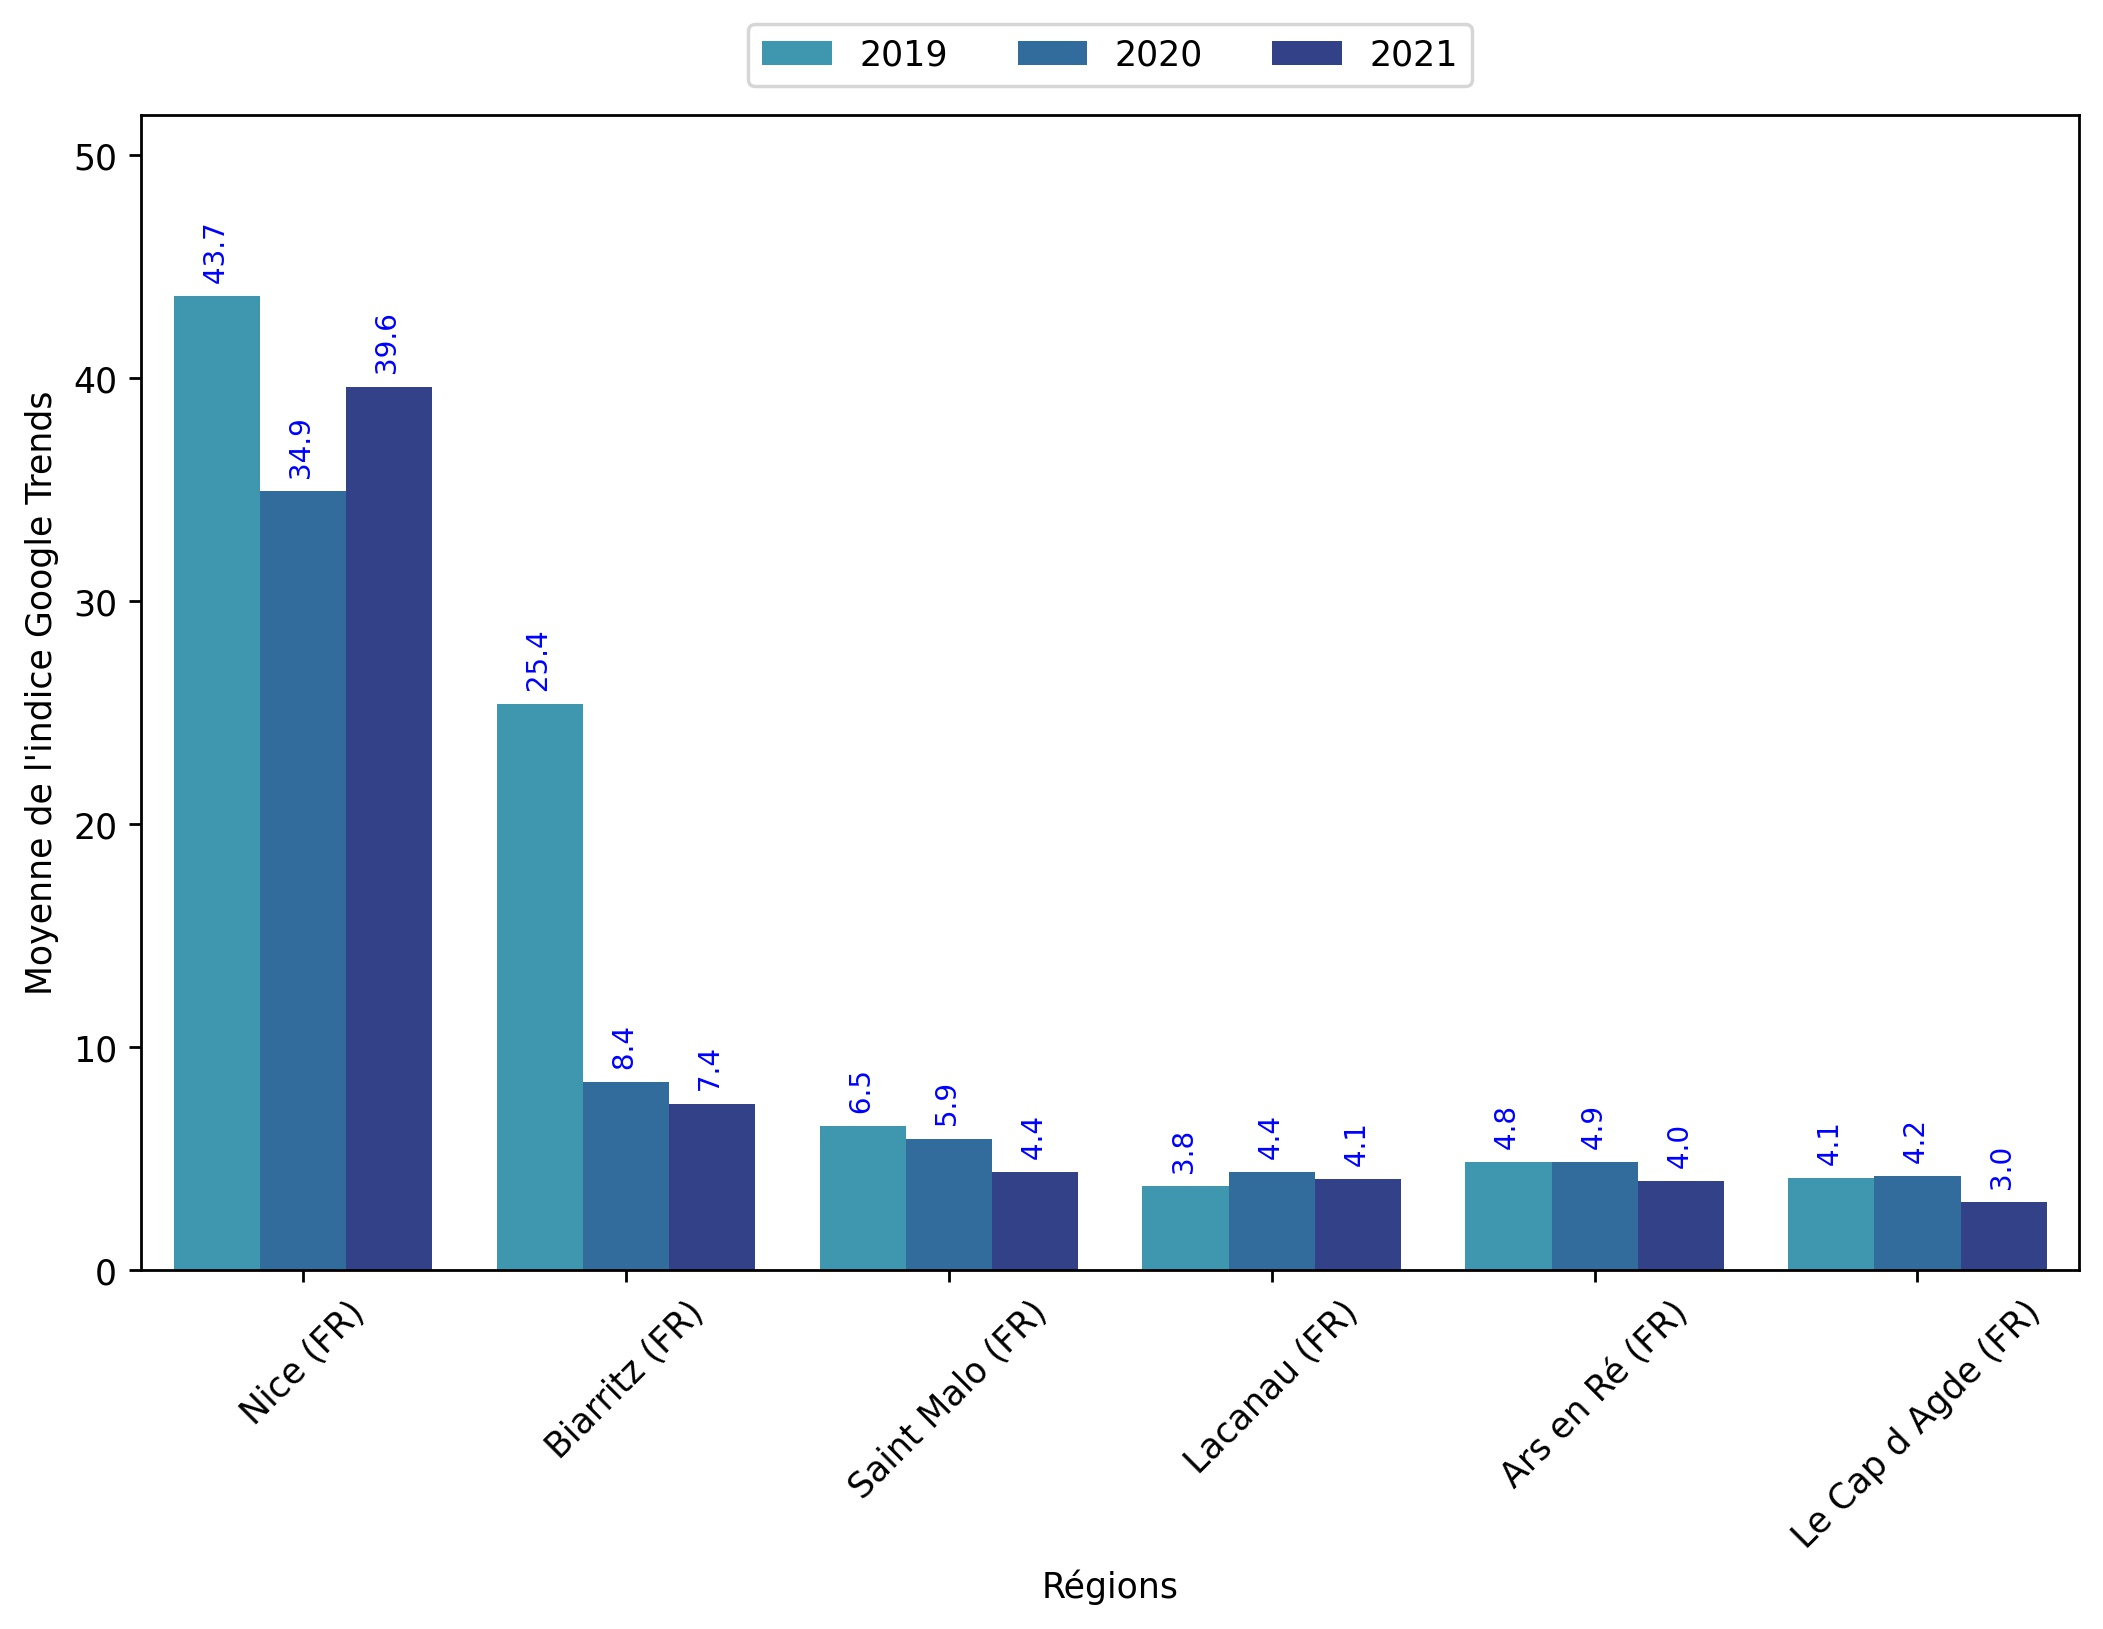 2019 2020 2021
Moyenne de l'indice Google Trends
50
40
30
20
10
0
43.7
34.9
39.6
25.4
8.4
7.4
6.5
5.9
4.4
3.8
4.4
4.1
4.8
4.9
4.0
4.1
4.2
3.0
Nice (FR)
Biarritz (FR)
Saint Malo (FR)
Lacanau (FR)
Ars en Ré (FR)
Le Cap d Agde (FR)
Régions